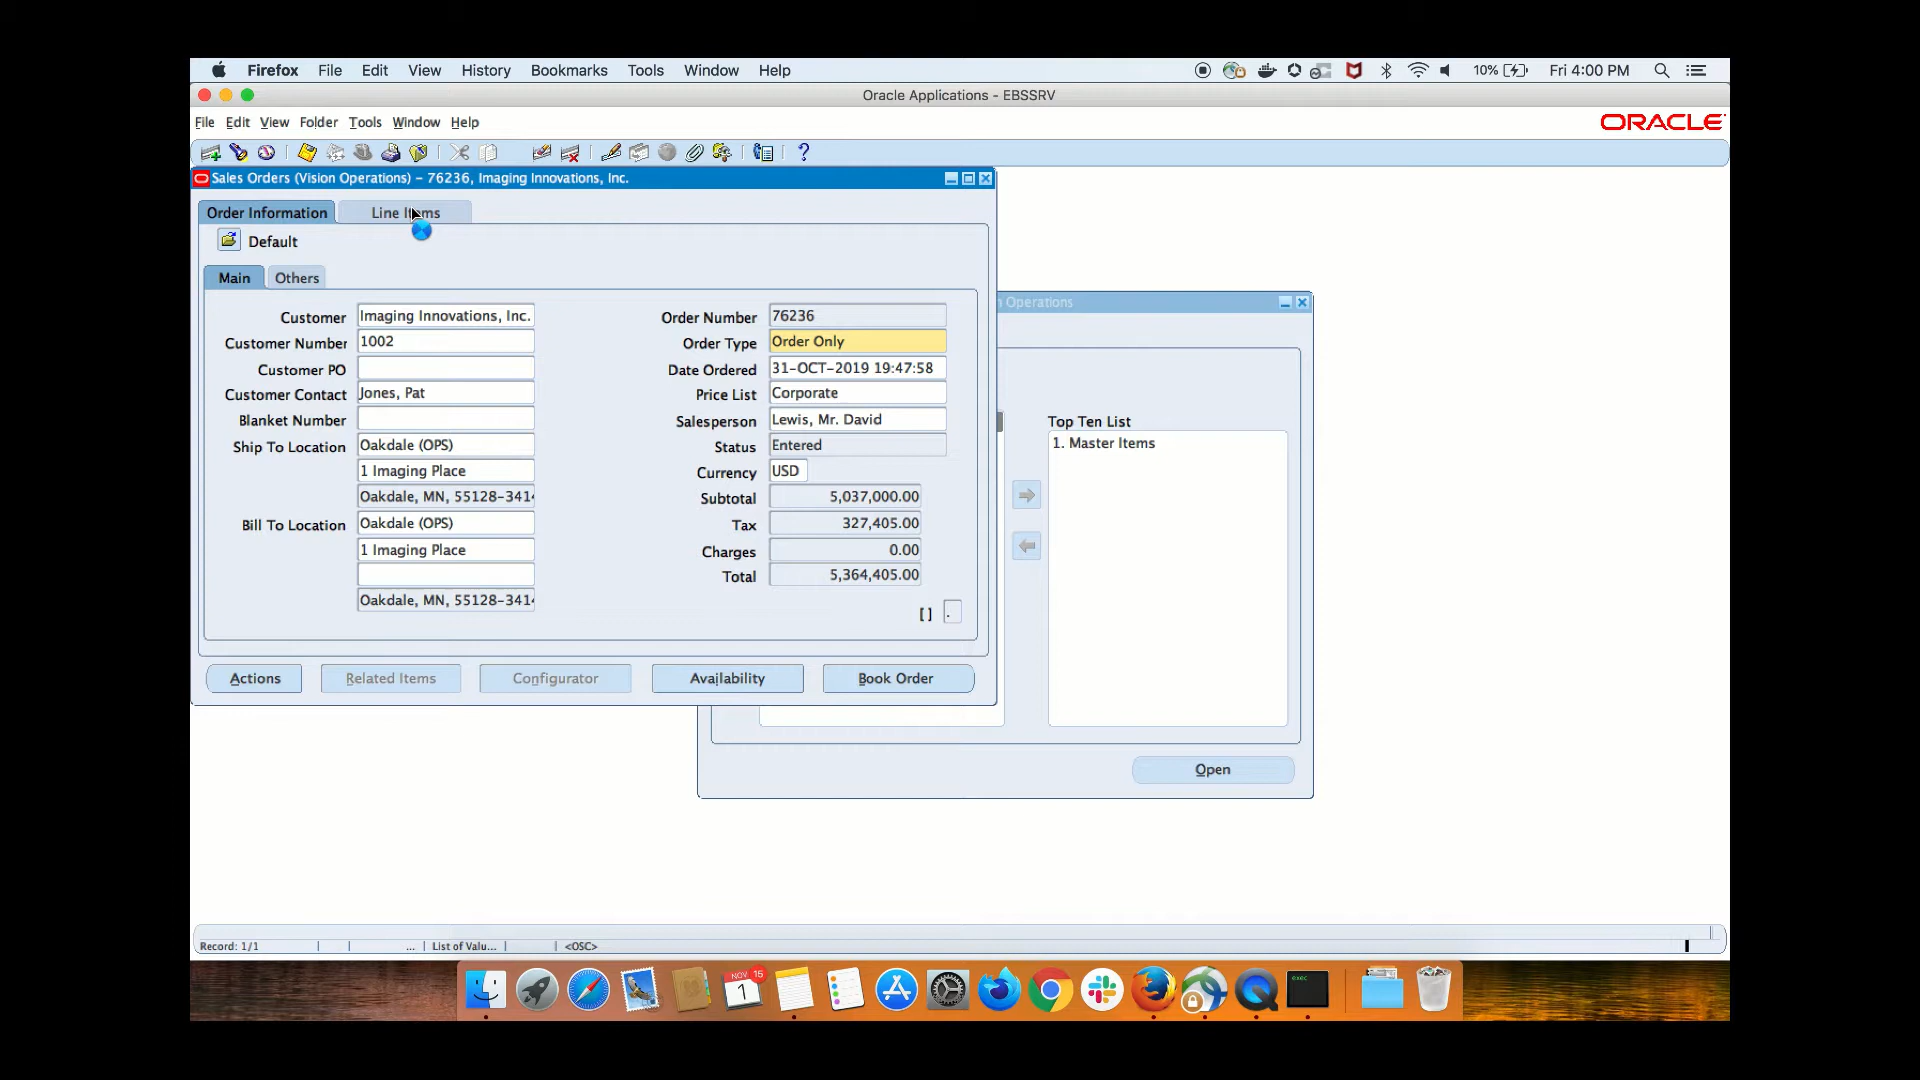 Firefox File Edit View History Bookmarks Tools Window Help 10% Fri 4:00 PM
Oracle Applications - EBSSRV
File Edit View Folder Tools Window Help
ORACLE
Sales Orders (Vision Operations) - 76236, Imaging Innovations, Inc.
Order Information Line Items
Default
Main Others
Operations
Customer Imaging Innovations, Inc. Order Number 76236
Customer Number 1002 Order Type Order Only
Customer PO Date Ordered 31-OCT-2019 19:47:58
Customer Contact Jones, Pat Price List Corporate
Blanket Number Salesperson Lewis, Mr. David
Ship To Location Oakdale (OPS) Status Entered
1 Imaging Place Currency USD
Oakdale, MN, 55128-341 Subtotal 5,037,000.00
Bill To Location Oakdale (OPS) Tax 327,405.00
1 Imaging Place Charges 0.00
Total 5,364,405.00
Oakdale, MN, 55128-341
[ ] .
Top Ten List
1. Master Items
Actions Related Items Configurator Availability Book Order
Open
Record: 1/1 ... List of Valu... <OSC>
NOV 15
1
exec